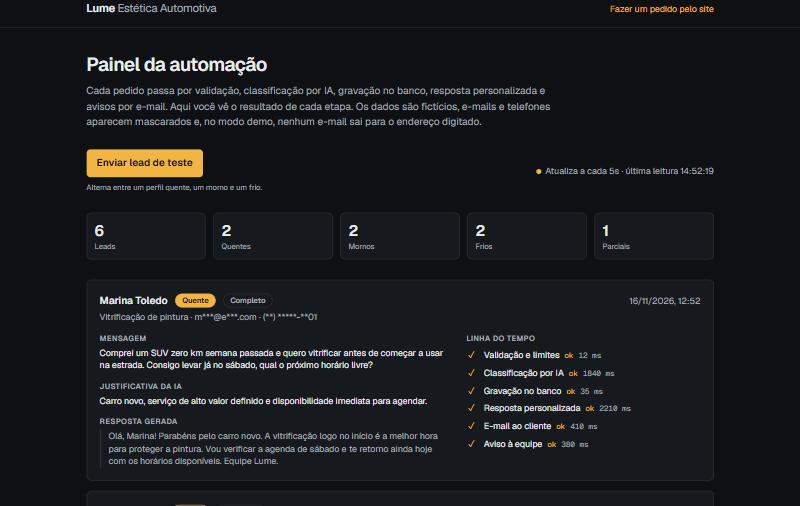 Lume Estética Automotiva
Fazer um pedido pelo site
Painel da automação
Cada pedido passa por validação, classificação por IA, gravação no banco, resposta personalizada e
avisos por e-mail. Aqui você vê o resultado de cada etapa. Os dados são fictícios, e-mails e telefones
aparecem mascarados e, no modo demo, nenhum e-mail sai para o endereço digitado.
Enviar lead de teste
Alterna entre um perfil quente, um morno e um frio.
Atualiza a cada 5s · última leitura 14:52:19
6
Leads
2
Quentes
2
Mornos
2
Frios
1
Parciais
Marina Toledo
Quente
Completo
16/11/2026, 12:52
Vitrificação de pintura · m***@e***.com · (**) *****-**01
MENSAGEM
Comprei um SUV zero km semana passada e quero vitrificar antes de começar a usar
na estrada. Consigo levar já no sábado, qual o próximo horário livre?
JUSTIFICATIVA DA IA
Carro novo, serviço de alto valor definido e disponibilidade imediata para agendar.
RESPOSTA GERADA
Olá, Marina! Parabéns pelo carro novo. A vitrificação logo no início é a melhor hora
para proteger a pintura. Vou verificar a agenda de sábado e te retorno ainda hoje
com os horários disponíveis. Equipe Lume.
LINHA DO TEMPO
Validação e limites ok 12 ms
Classificação por IA ok 1840 ms
Gravação no banco ok 35 ms
Resposta personalizada ok 2210 ms
E-mail ao cliente ok 410 ms
Aviso à equipe ok 380 ms